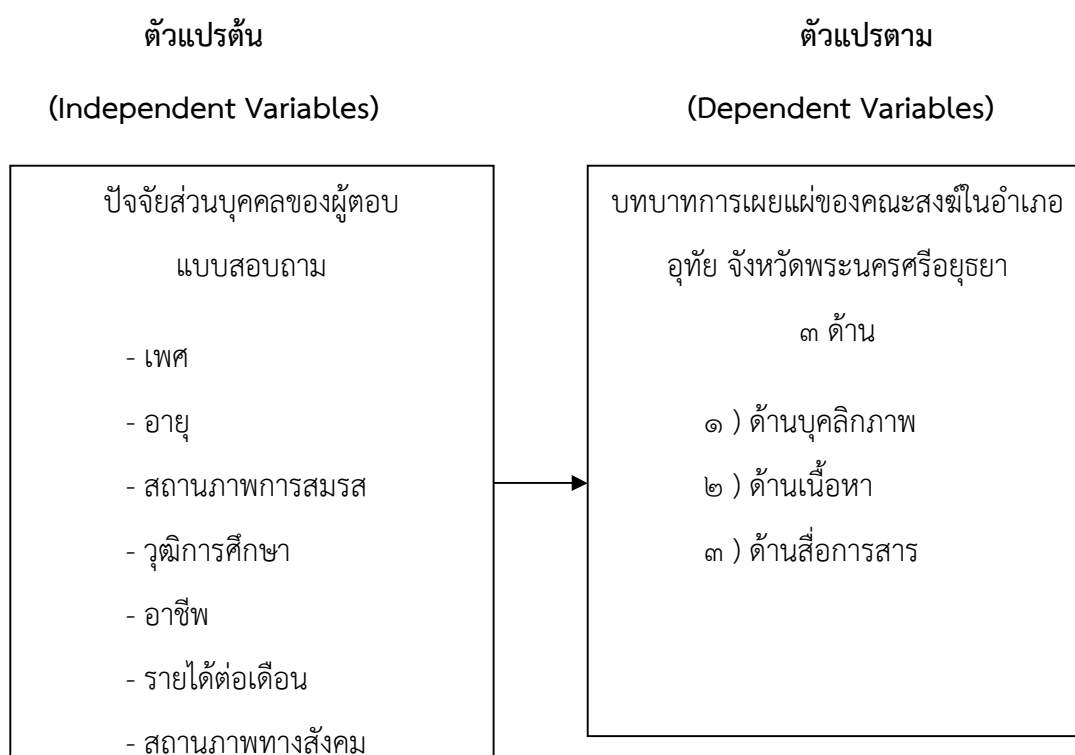 ตัวแปรต้น
(Independent Variables)
ปัจจัยส่วนบุคคลของผู้ตอบ
แบบสอบถาม
- เพศ
- อายุ
- สถานภาพการสมรส
- วุฒิการศึกษา
- อาชีพ
- รายได้ต่อเดือน
- สถานภาพทางสังคม
ตัวแปรตาม
(Dependent Variables)
บทบาทการเผยแผ่ของคณะสงฆ์ในอำเภอ
อุทัย จังหวัดพระนครศรีอยุธยา
๓ ด้าน
๑ ) ด้านบุคลิกภาพ
๒ ) ด้านเนื้อหา
๓ ) ด้านสื่อการสาร